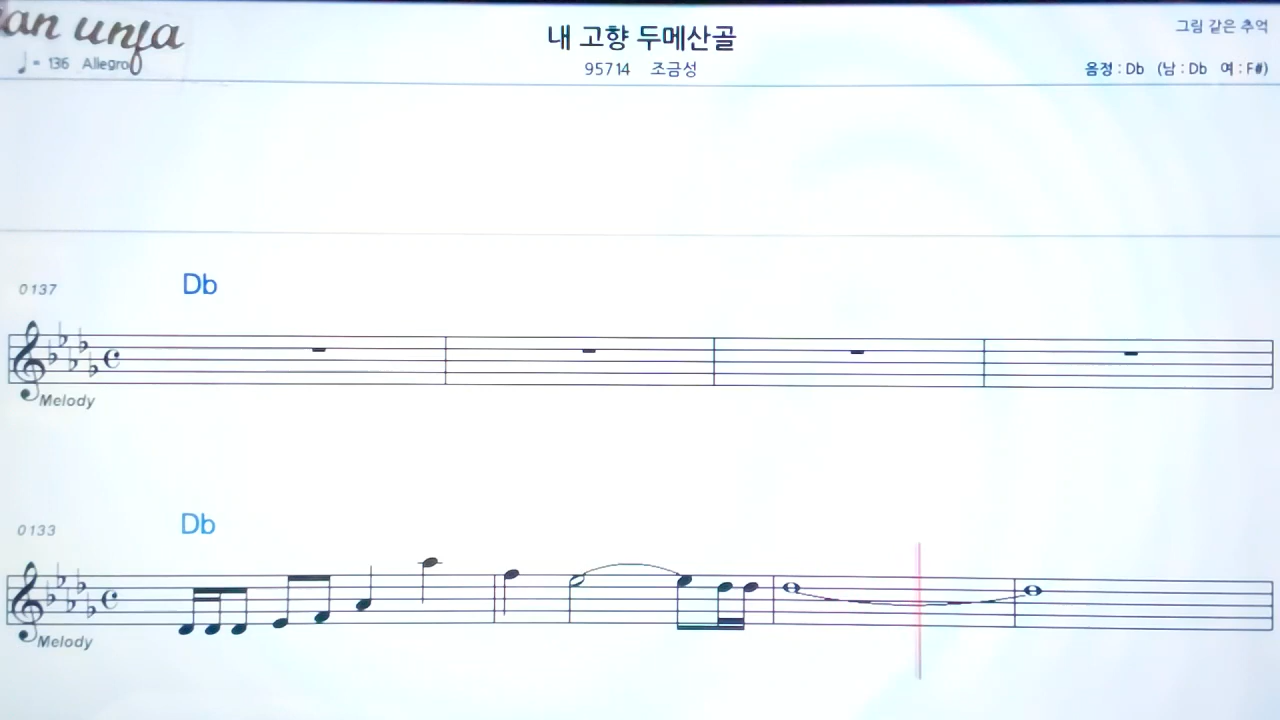 an unfa
♩= 136 Allegro
내 고향 두메산골
95714 조금성
그림 같은 추억
음정 : Db (남 : Db 여 : F#)
0137
Db
Melody
0133
Db
Melody